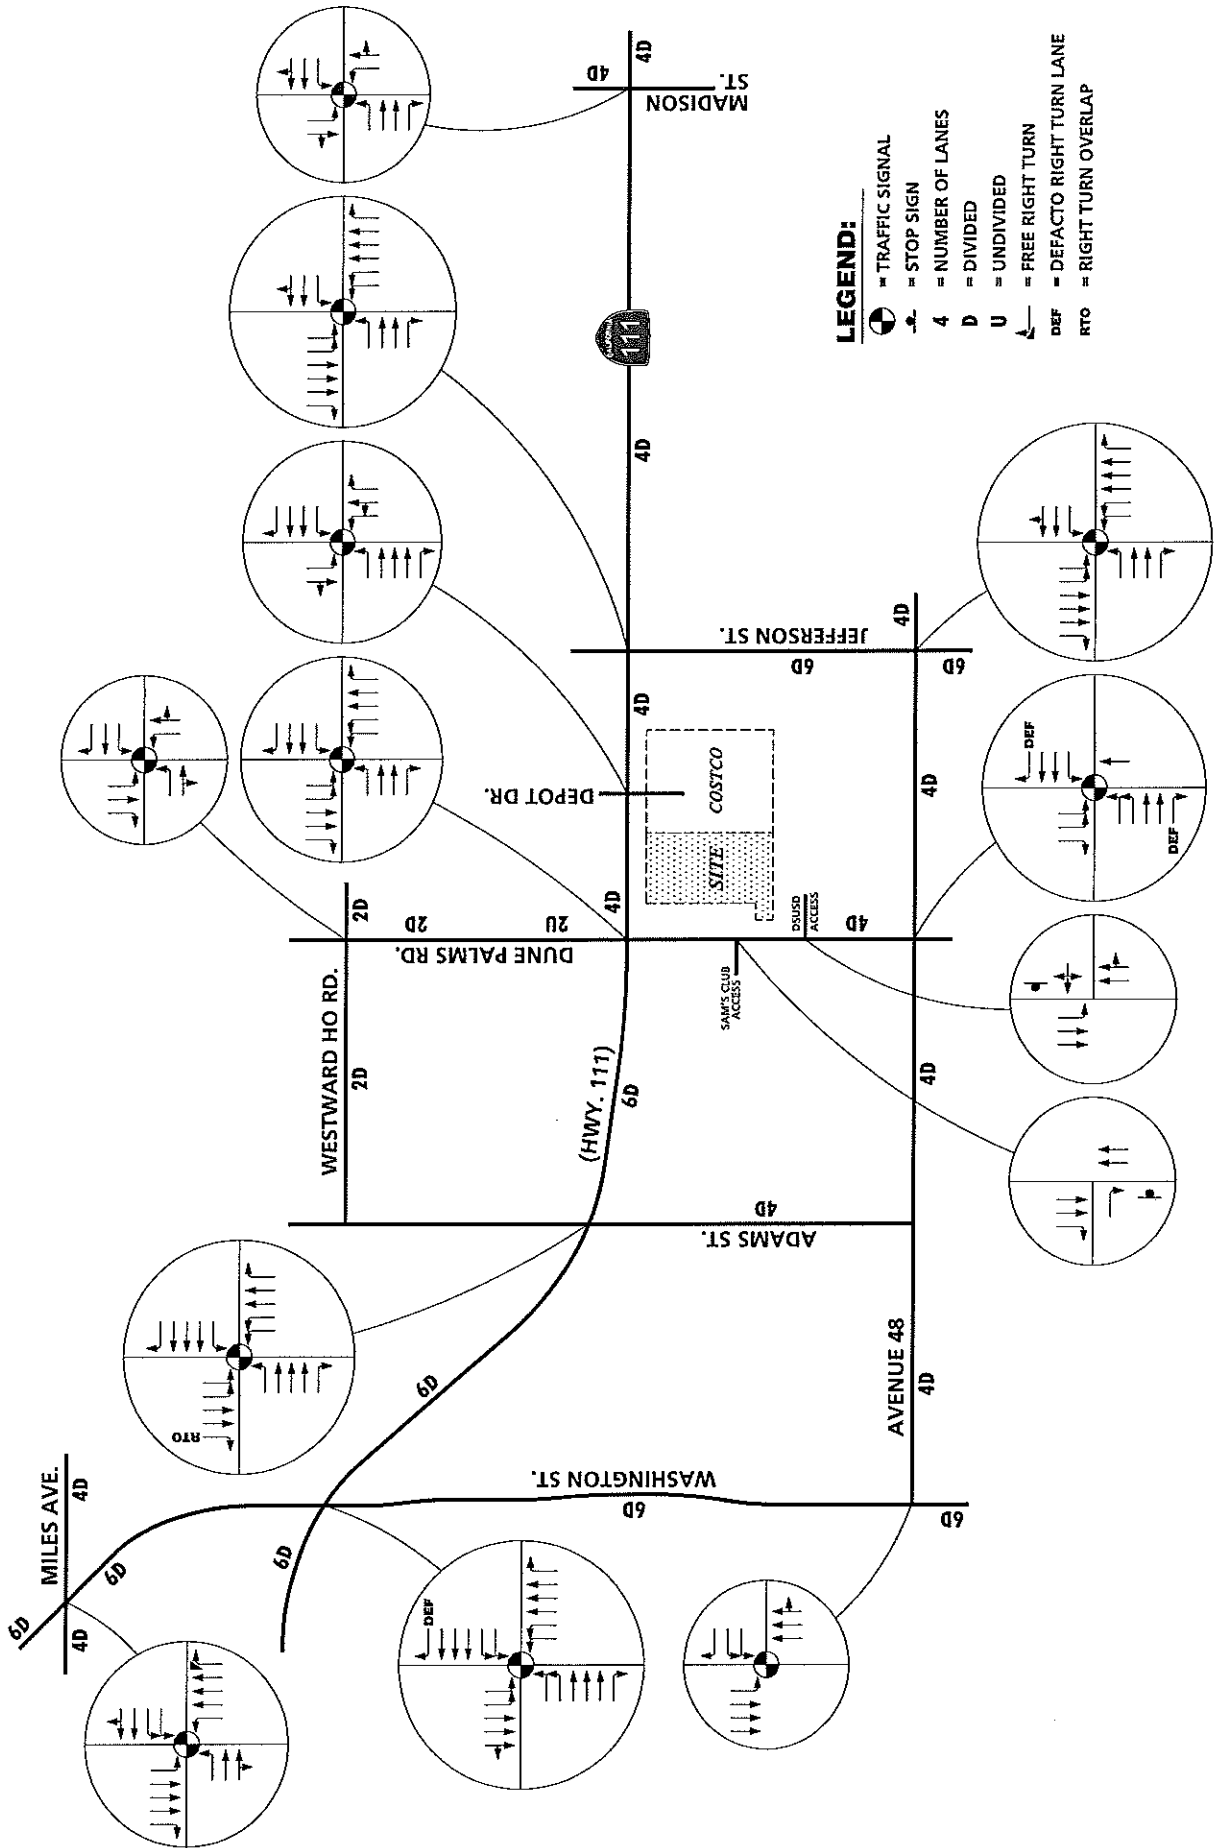 MILES AVE.
4D
4D
6D
6D
6D
6D
WASHINGTON ST.
6D
6D
DEF
RTO
WESTWARD HO RD.
2D
2D
2D
2U
DUNE PALMS RD.
(HWY. 111)
6D
4D
ADAMS ST.
4D
AVENUE 48
4D
4D
DEPOT DR.
4D
SITE
COSTCO
SAM'S CLUB
ACCESS
DSUSD
ACCESS
4D
4D
4D
JEFFERSON ST.
6D
6D
4D
4D
111
4D
4D
MADISON
ST.
DEF
DEF
LEGEND:
= TRAFFIC SIGNAL
= STOP SIGN
4 = NUMBER OF LANES
D = DIVIDED
U = UNDIVIDED
= FREE RIGHT TURN
DEF = DEFACTO RIGHT TURN LANE
RTO = RIGHT TURN OVERLAP